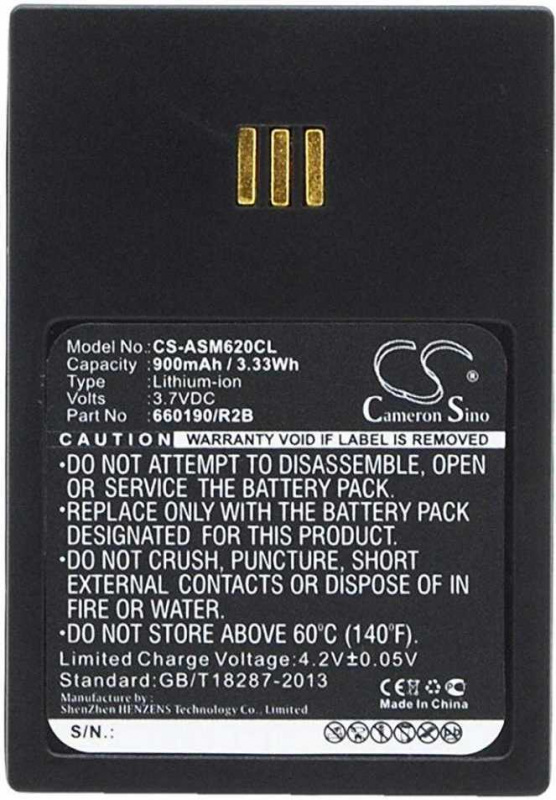 Model No.:CS-ASM620CL
Capacity :900mAh / 3.33Wh
Type :Lithium-ion
Volts :3.7VDC
Part No :660190/R2B
CS
®
Cameron Sino
CAUTION WARRANTY VOID IF LABEL IS REMOVED
•DO NOT ATTEMPT TO DISASSEMBLE, OPEN
OR SERVICE THE BATTERY PACK.
•REPLACE ONLY WITH THE BATTERY PACK
DESIGNATED FOR THIS PRODUCT.
•DO NOT CRUSH, PUNCTURE, SHORT
EXTERNAL CONTACTS OR DISPOSE OF IN
FIRE OR WATER.
•DO NOT STORE ABOVE 60°C (140°F).
Limited Charge Voltage:4.2V±0.05V
Standard:GB/T18287-2013
Manufacture by :
ShenZhen HENZENS Technology Co., Limited
CE
Made In China
S/N.: